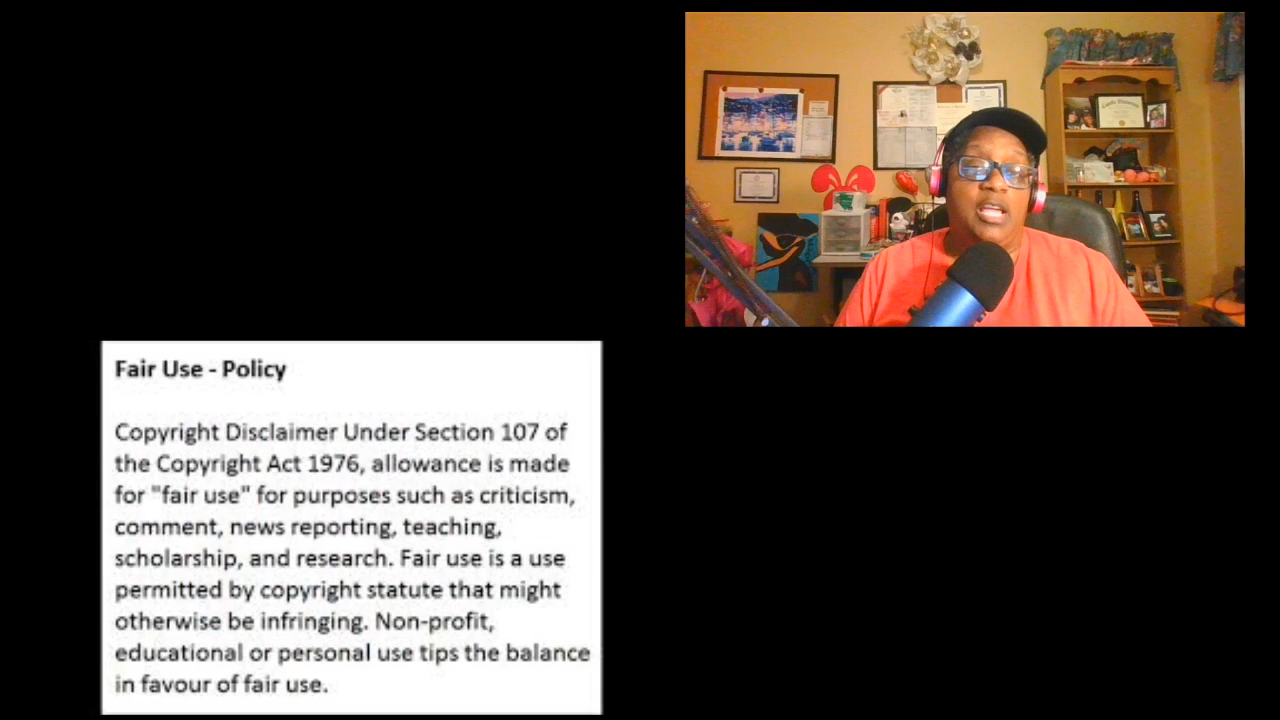 Fair Use - Policy
Copyright Disclaimer Under Section 107 of
the Copyright Act 1976, allowance is made
for "fair use" for purposes such as criticism,
comment, news reporting, teaching,
scholarship, and research. Fair use is a use
permitted by copyright statute that might
otherwise be infringing. Non-profit,
educational or personal use tips the balance
in favour of fair use.